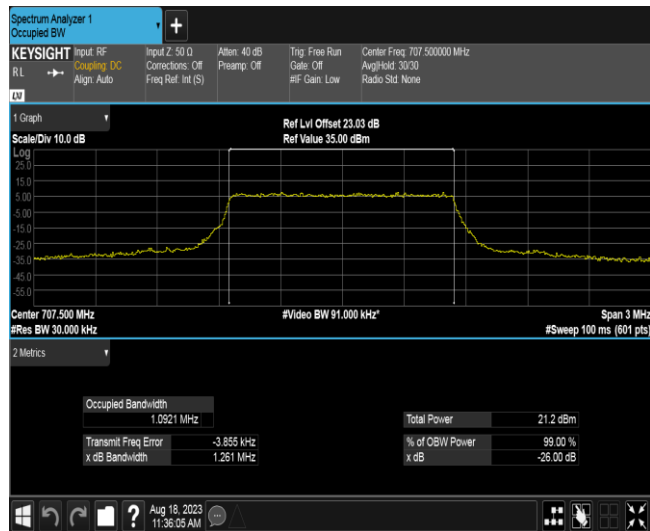 Spectrum Analyzer 1
Occupied BW
KEYSIGHT
RL
LXI
Input: RF
Coupling: DC
Align: Auto
Input Z: 50 Ω
Corrections: Off
Freq Ref: Int (S)
Atten: 40 dB
Preamp: Off
Trig: Free Run
Gate: Off
#IF Gain: Low
Center Freq: 707.500000 MHz
Avg|Hold: 30/30
Radio Std: None
1 Graph
Scale/Div 10.0 dB
Ref Lvl Offset 23.03 dB
Ref Value 35.00 dBm
Log
25.0
15.0
5.00
-5.00
-15.0
-25.0
-35.0
-45.0
-55.0
Center 707.500 MHz
#Res BW 30.000 kHz
#Video BW 91.000 kHz*
Span 3 MHz
#Sweep 100 ms (601 pts)
2 Metrics
Occupied Bandwidth
1.0921 MHz
Transmit Freq Error -3.855 kHz
x dB Bandwidth 1.261 MHz
Total Power 21.2 dBm
% of OBW Power 99.00 %
x dB -26.00 dB
?
Aug 18, 2023
11:36:05 AM